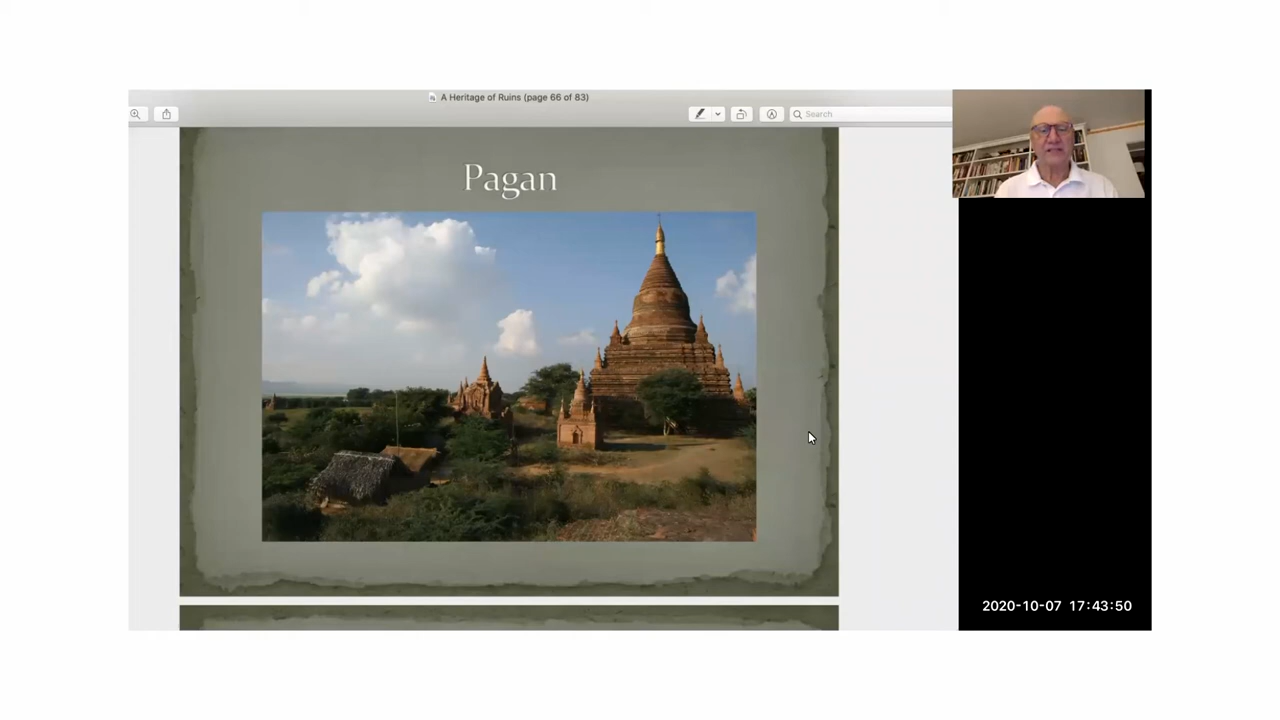 A Heritage of Ruins (page 66 of 83)
Search
Pagan
2020-10-07 17:43:50